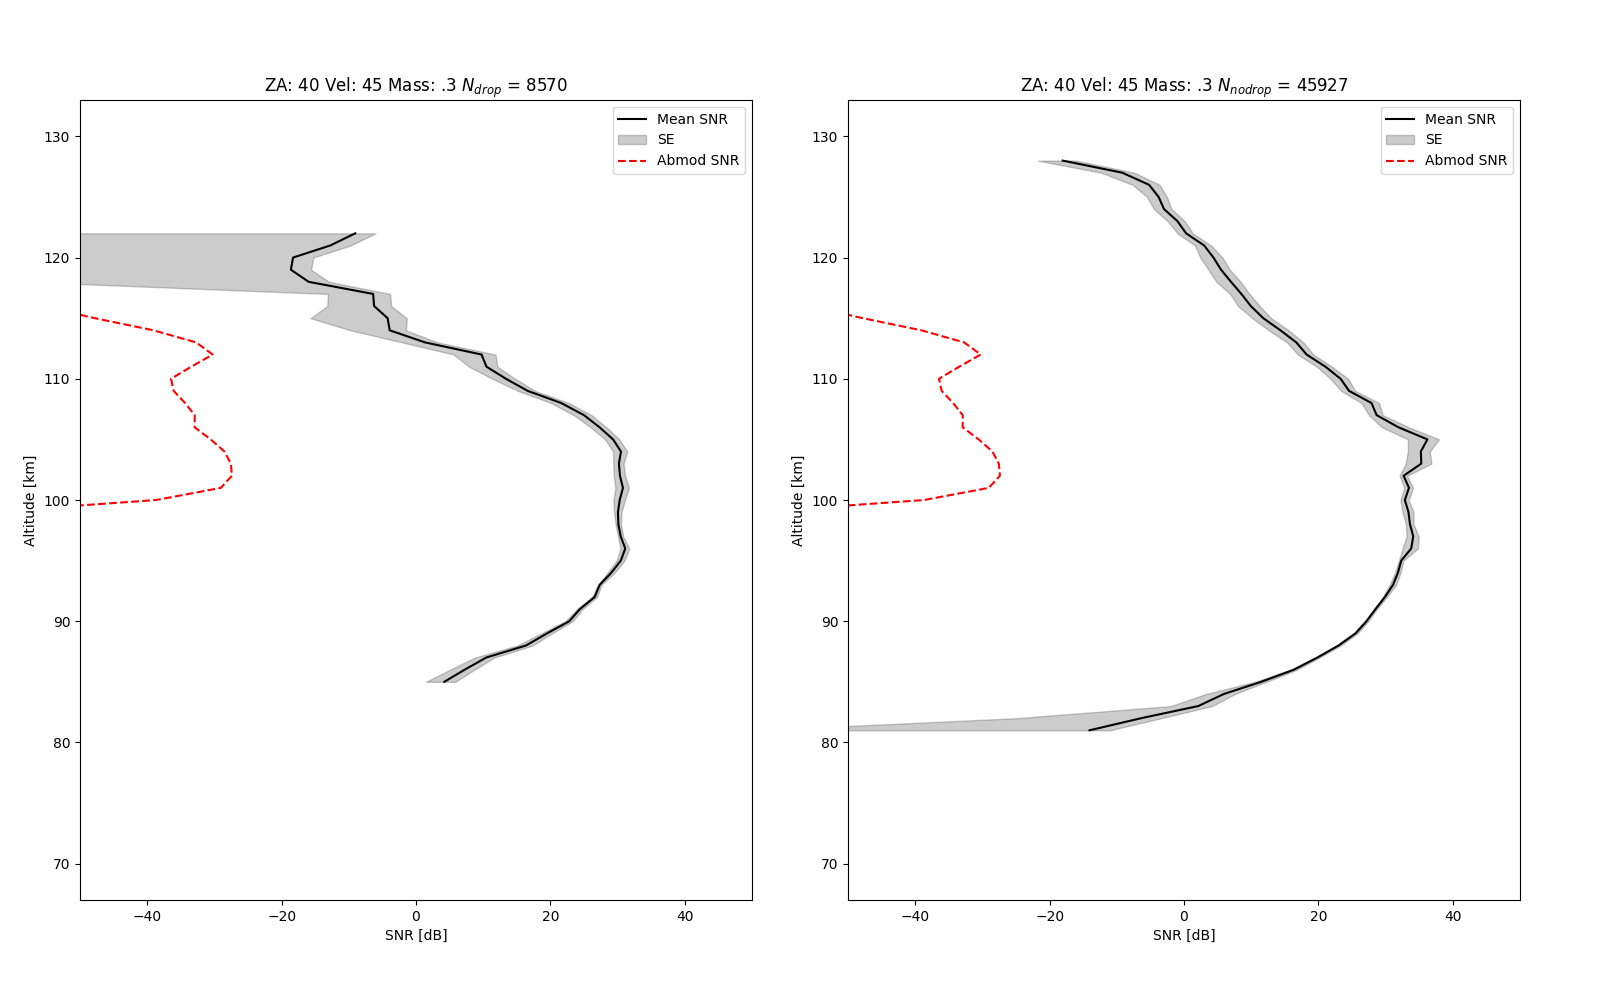 ZA: 40 Vel: 45 Mass: .3 N_drop = 8570
Mean SNR
SE
Abmod SNR
130
120
110
100
90
80
70
Altitude [km]
−40 −20 0 20 40
SNR [dB]
ZA: 40 Vel: 45 Mass: .3 N_nodrop = 45927
Mean SNR
SE
Abmod SNR
130
120
110
100
90
80
70
Altitude [km]
−40 −20 0 20 40
SNR [dB]